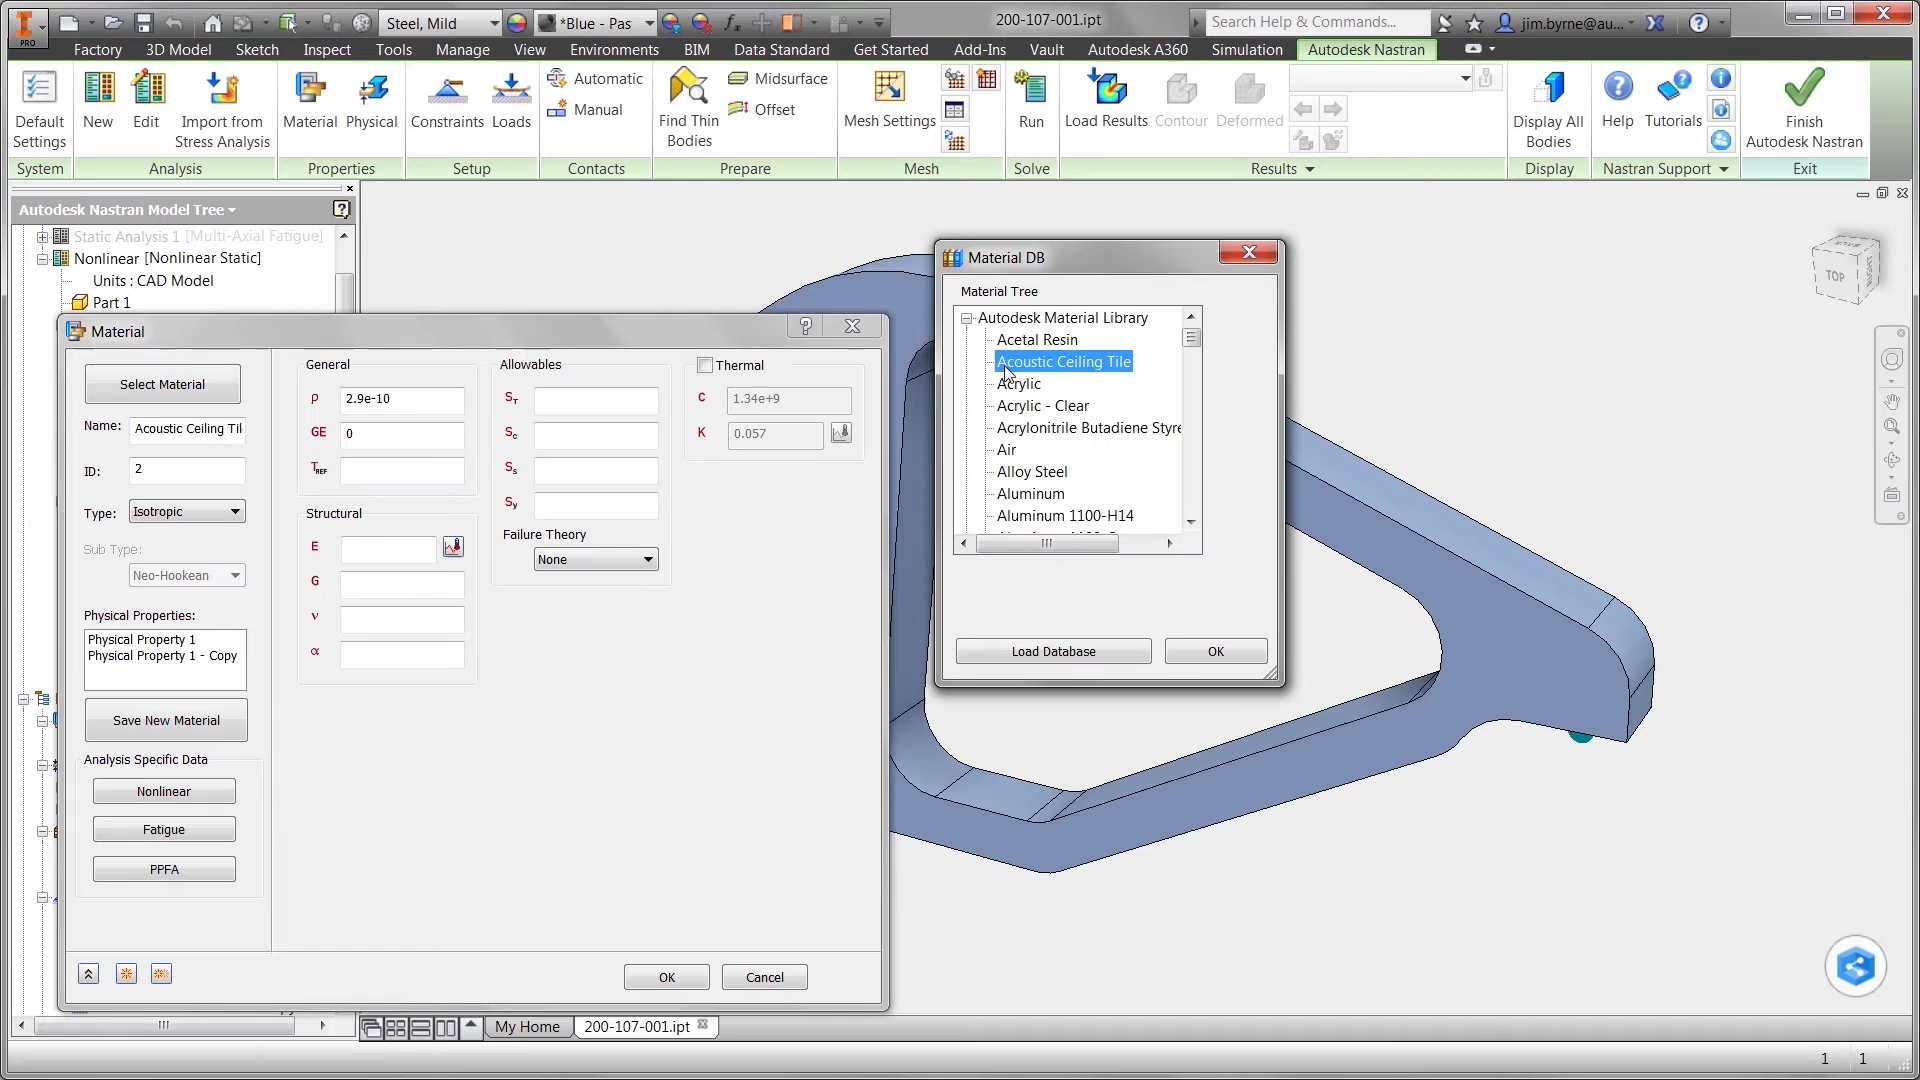 PRO
Steel, Mild
*Blue - Pas
200-107-001.ipt
Search Help & Commands...
jim.byrne@au...
Factory
3D Model
Sketch
Inspect
Tools
Manage
View
Environments
BIM
Data Standard
Get Started
Add-Ins
Vault
Autodesk A360
Simulation
Autodesk Nastran
Default Settings
New
Edit
Import from Stress Analysis
Material
Physical
Constraints
Loads
Automatic
Manual
Find Thin Bodies
Midsurface
Offset
Mesh Settings
Run
Load Results
Contour
Deformed
Display All Bodies
Help
Tutorials
Finish Autodesk Nastran
System
Analysis
Properties
Setup
Contacts
Prepare
Mesh
Solve
Results
Display
Nastran Support
Exit
Autodesk Nastran Model Tree
Static Analysis 1 [Multi-Axial Fatigue]
Nonlinear [Nonlinear Static]
Units : CAD Model
Part 1
Material
Select Material
Name: Acoustic Ceiling Til
ID: 2
Type: Isotropic
Sub Type:
Neo-Hookean
Physical Properties:
Physical Property 1
Physical Property 1 - Copy
Save New Material
Analysis Specific Data
Nonlinear
Fatigue
PPFA
General
ρ 2.9e-10
GE 0
TREF
Structural
E
G
ν
α
Allowables
ST
Sc
Ss
Sy
Failure Theory
None
Thermal
C 1.34e+9
K 0.057
OK
Cancel
Material DB
Material Tree
Autodesk Material Library
Acetal Resin
Acoustic Ceiling Tile
Acrylic
Acrylic - Clear
Acrylonitrile Butadiene Styre
Air
Alloy Steel
Aluminum
Aluminum 1100-H14
Load Database
OK
TOP
My Home
200-107-001.ipt
1 1